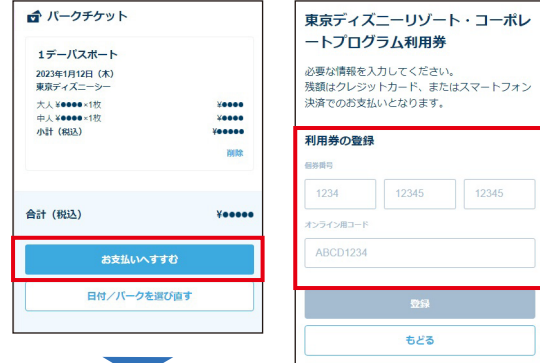 パークチケット
1デーパスポート
2023年1月12日（木）
東京ディズニーシー
大人 ¥●●●●×1枚 ¥●●●●
中人 ¥●●●●×1枚 ¥●●●●
小計（税込） ¥●●●●●
削除
合計（税込） ¥●●●●●
お支払いへすすむ
日付／パークを選び直す
東京ディズニーリゾート・コーポレ
ートプログラム利用券
必要な情報を入力してください。
残額はクレジットカード、またはスマートフォン
決済でのお支払いとなります。
利用券の登録
個券番号
1234 12345 12345
オンライン用コード
ABCD1234
登録
もどる